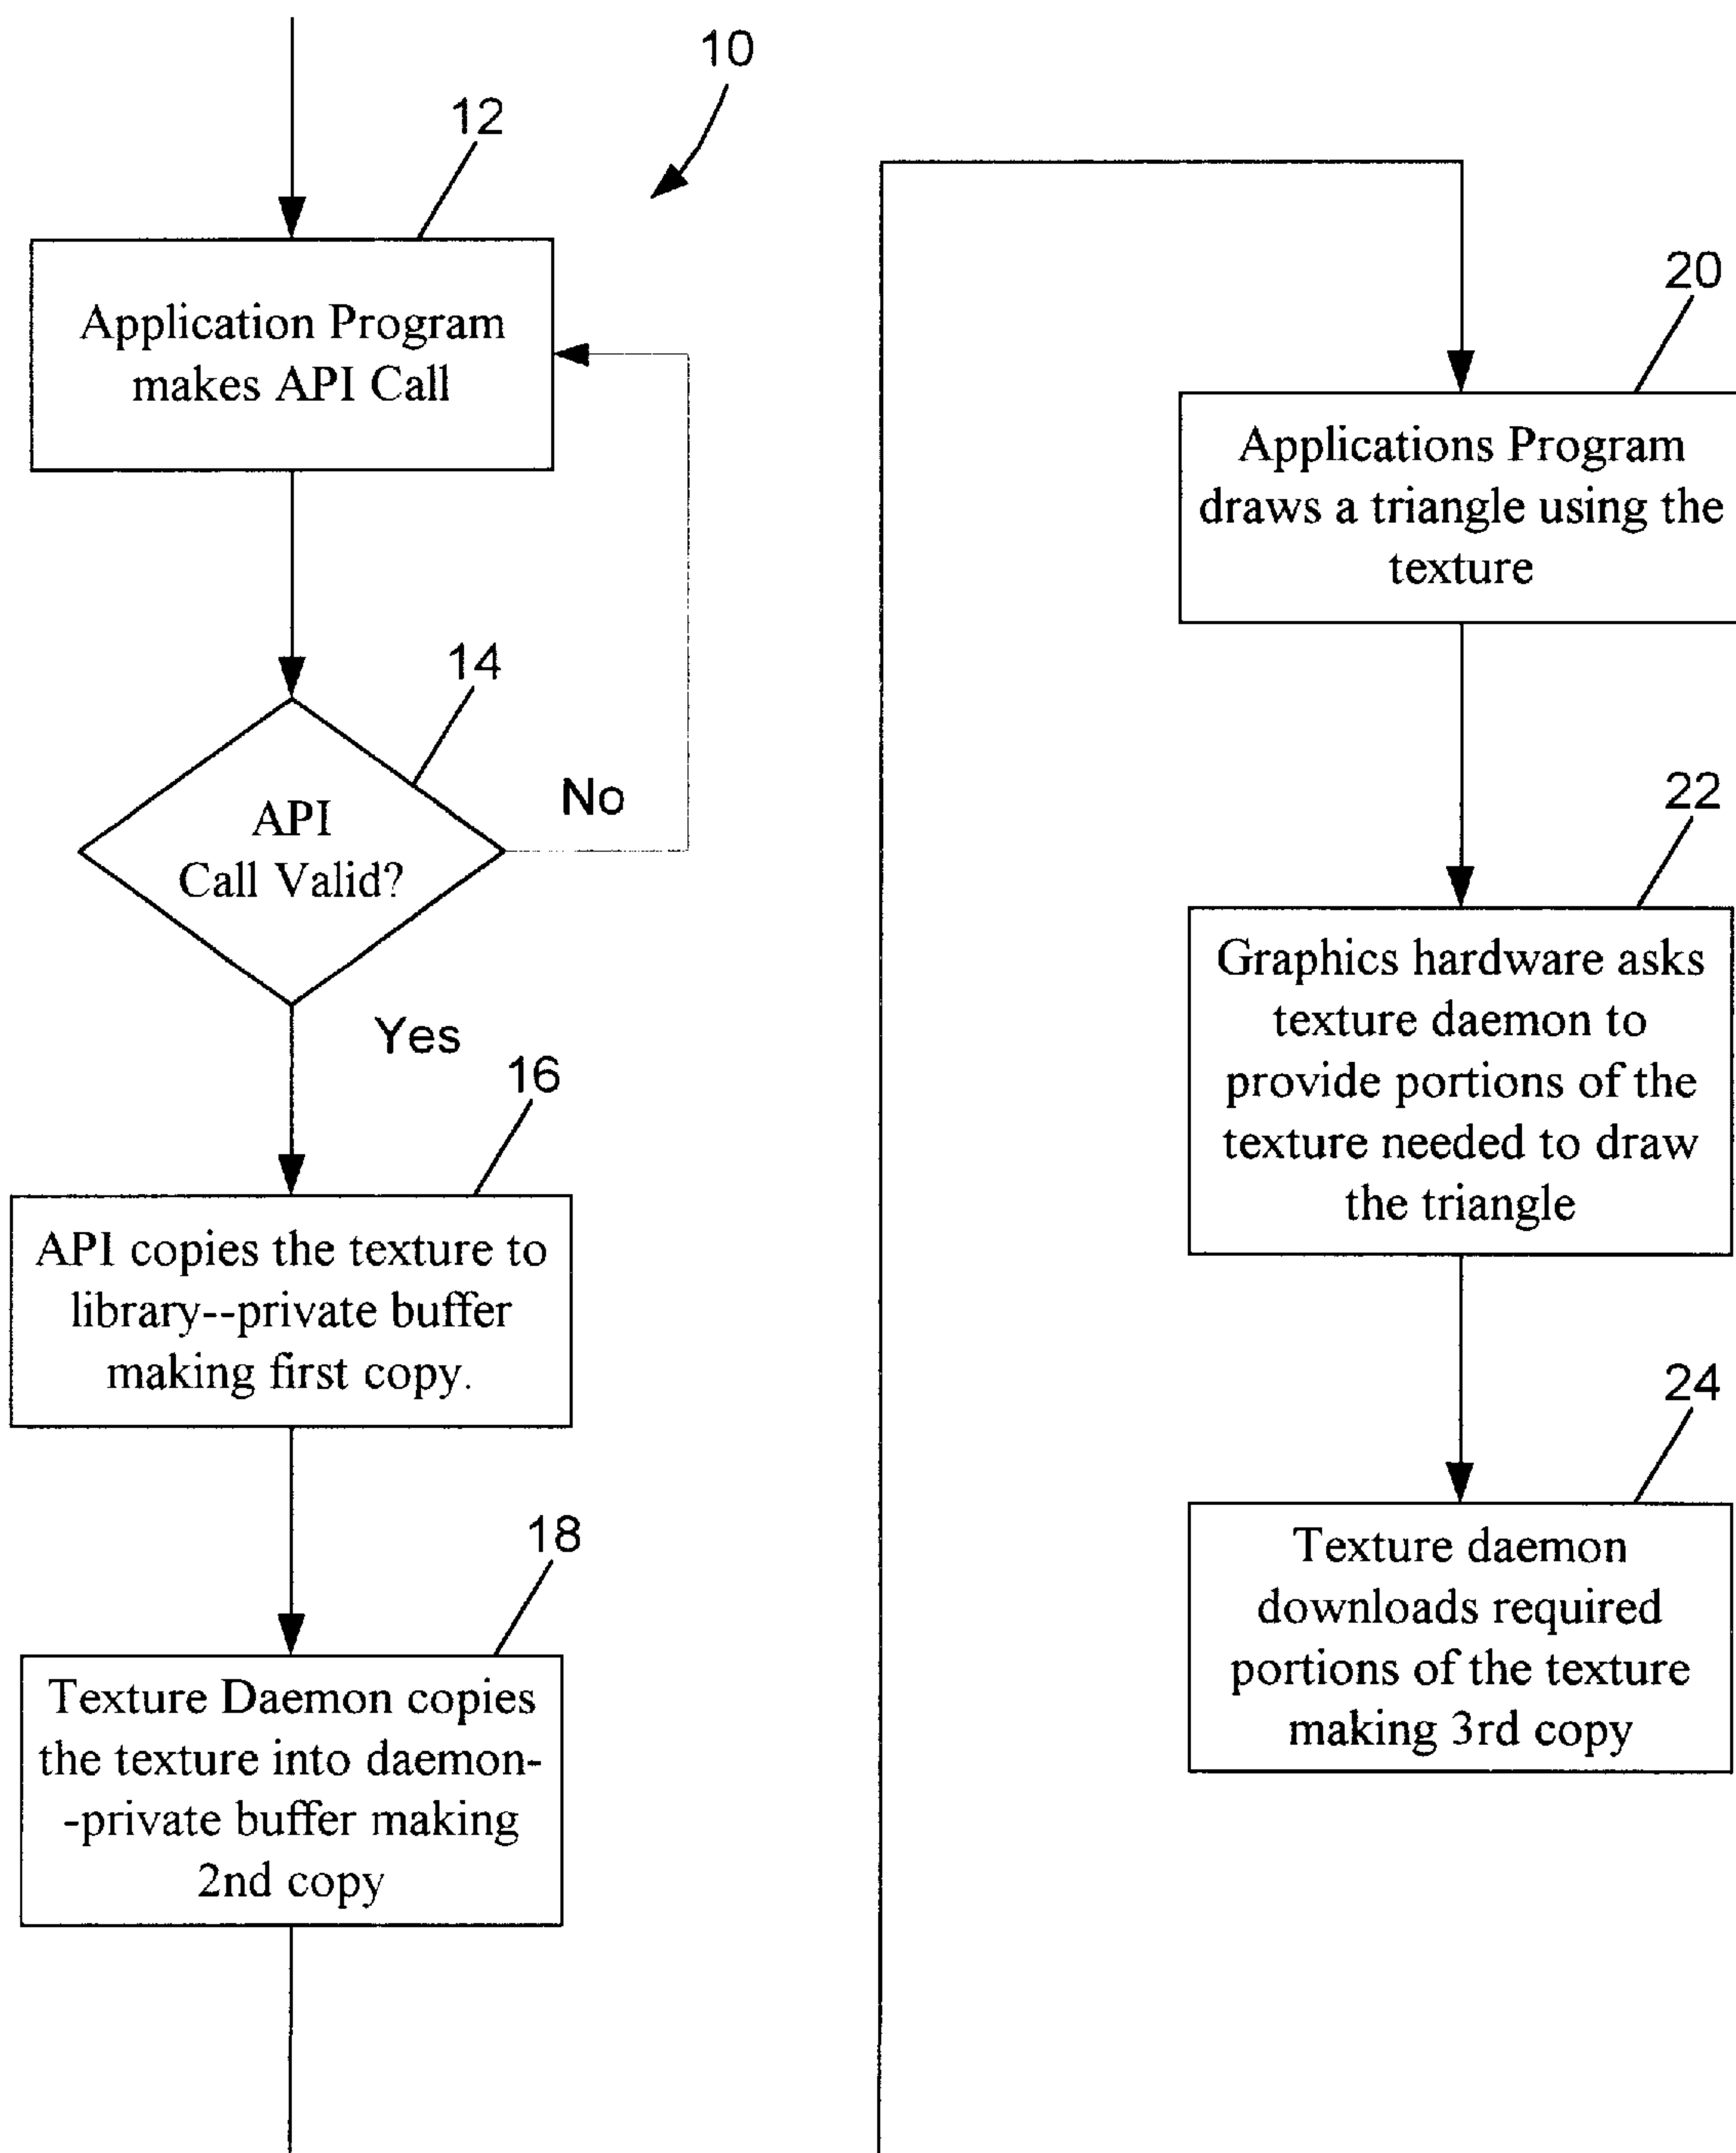 10
12
Application Program
makes API Call
14
API
Call Valid?
No
Yes
16
API copies the texture to
library--private buffer
making first copy.
18
Texture Daemon copies
the texture into daemon-
-private buffer making
2nd copy
20
Applications Program
draws a triangle using the
texture
22
Graphics hardware asks
texture daemon to
provide portions of the
texture needed to draw
the triangle
24
Texture daemon
downloads required
portions of the texture
making 3rd copy